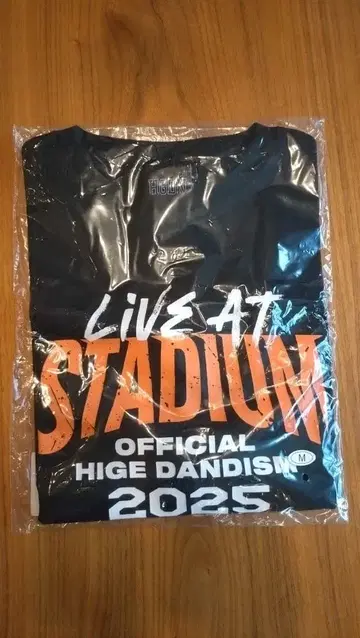 LiVE AT
STADIUM
OFFICIAL
HIGE DANDISM
M
2025